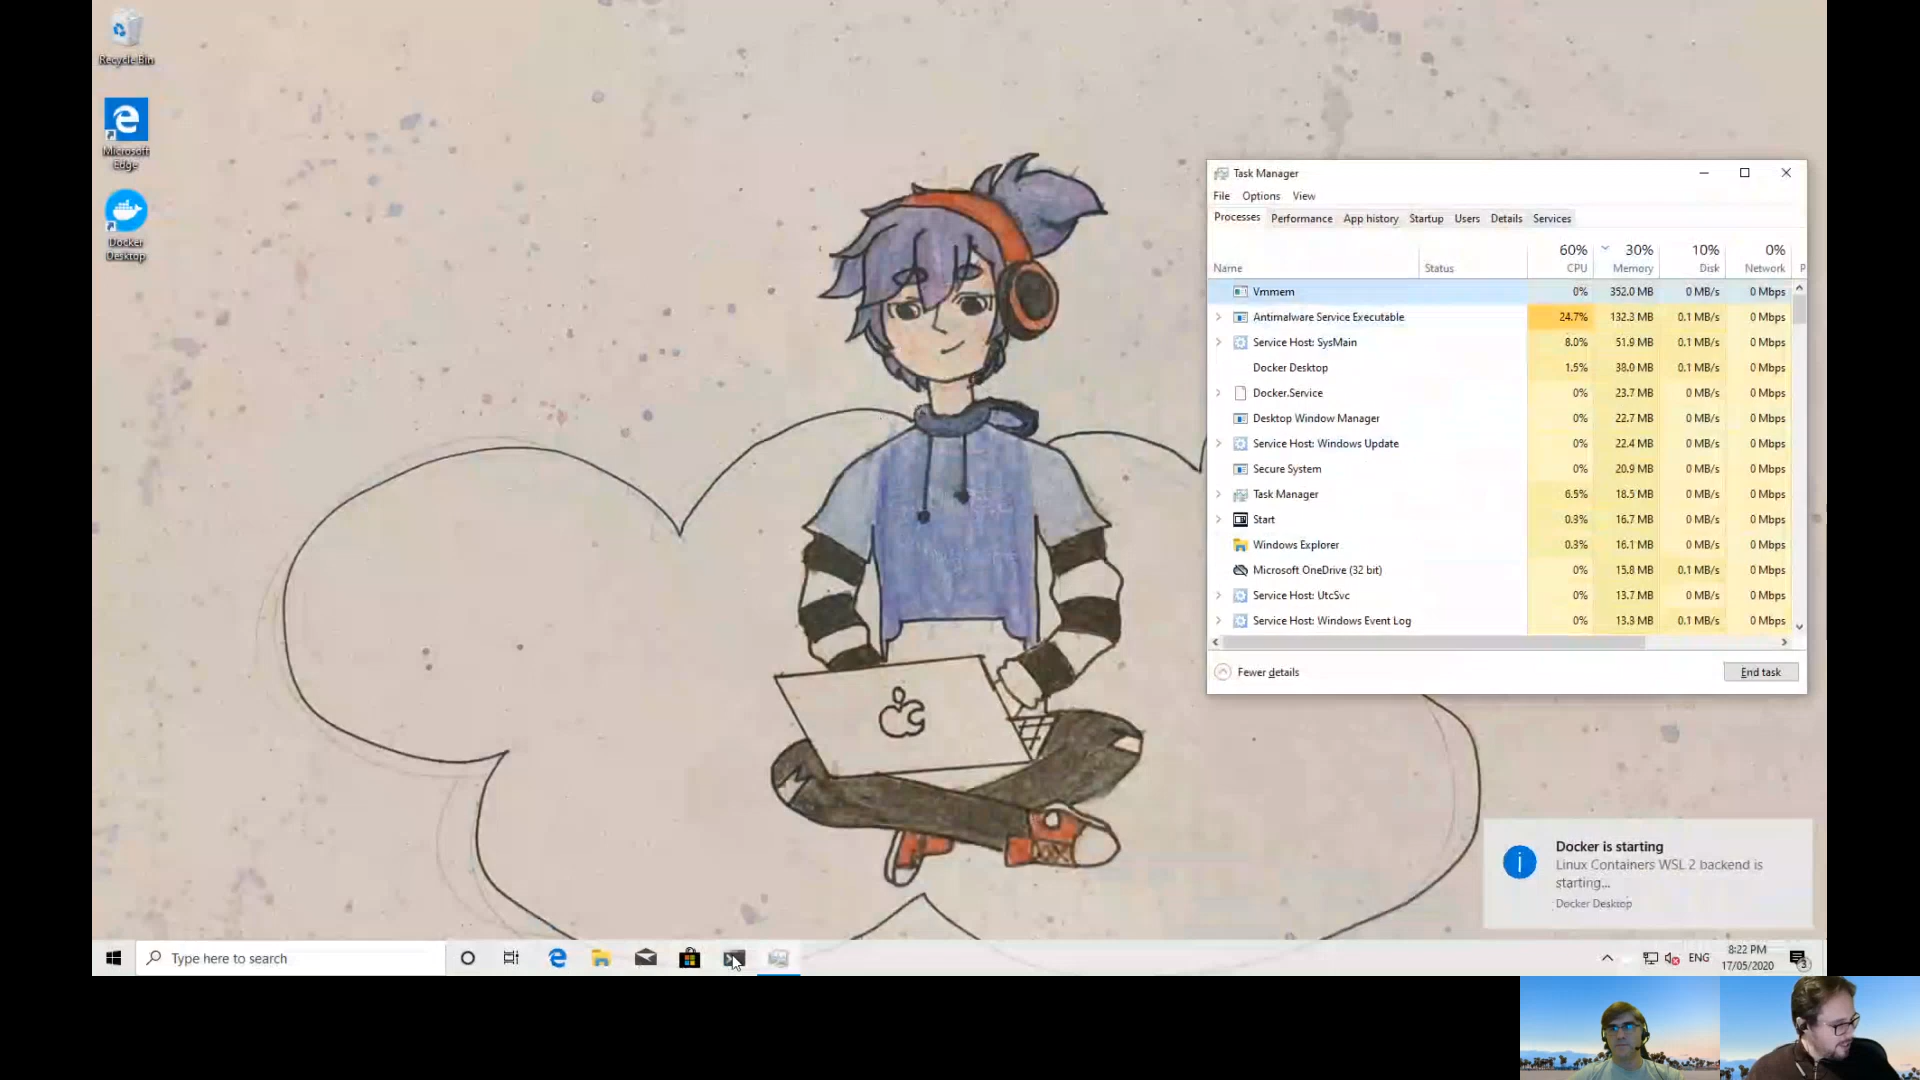 Recycle Bin
Microsoft
Edge
Docker
Desktop
Task Manager
File Options View
Processes Performance App history Startup Users Details Services
60% 30% 10% 0%
Name Status CPU Memory Disk Network P
Vmmem 0% 352.0 MB 0 MB/s 0 Mbps
Antimalware Service Executable 24.7% 132.3 MB 0.1 MB/s 0 Mbps
Service Host: SysMain 8.0% 51.9 MB 0.1 MB/s 0 Mbps
Docker Desktop 1.5% 38.0 MB 0.1 MB/s 0 Mbps
Docker.Service 0% 23.7 MB 0 MB/s 0 Mbps
Desktop Window Manager 0% 22.7 MB 0 MB/s 0 Mbps
Service Host: Windows Update 0% 22.4 MB 0 MB/s 0 Mbps
Secure System 0% 20.9 MB 0 MB/s 0 Mbps
Task Manager 6.5% 18.5 MB 0 MB/s 0 Mbps
Start 0.3% 16.7 MB 0 MB/s 0 Mbps
Windows Explorer 0.3% 16.1 MB 0 MB/s 0 Mbps
Microsoft OneDrive (32 bit) 0% 15.8 MB 0.1 MB/s 0 Mbps
Service Host: UtcSvc 0% 13.7 MB 0 MB/s 0 Mbps
Service Host: Windows Event Log 0% 13.3 MB 0.1 MB/s 0 Mbps
Fewer details End task
Docker is starting
Linux Containers WSL 2 backend is
starting...
Docker Desktop
Type here to search
ENG
8:22 PM
17/05/2020
3